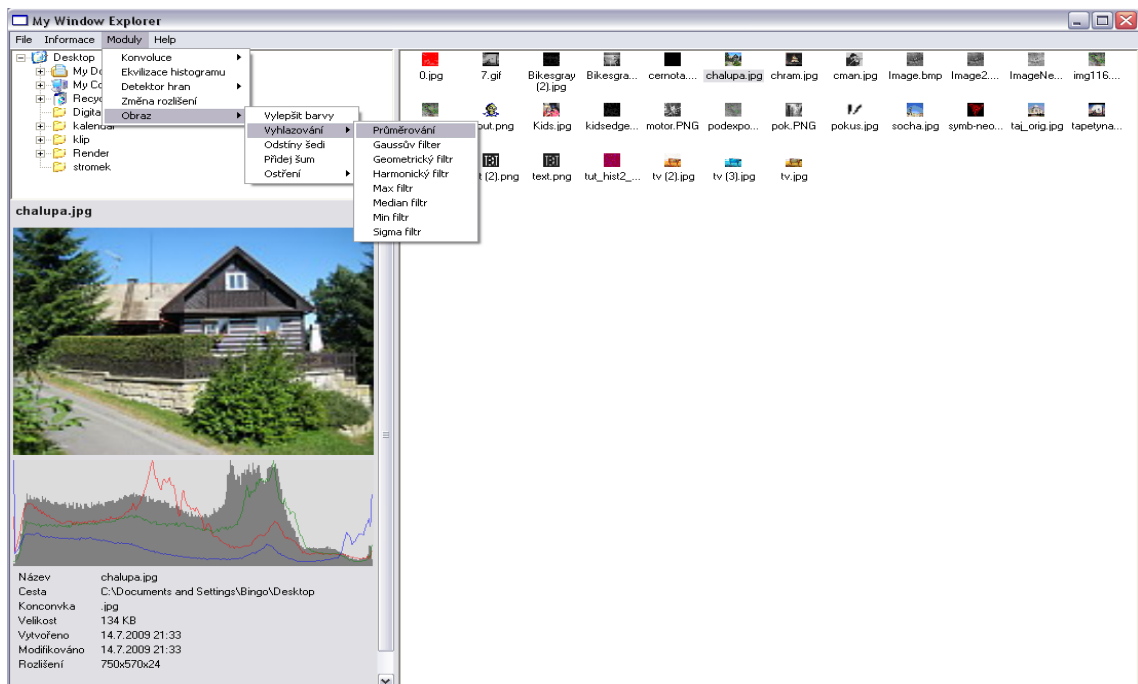 My Window Explorer
File Informace Moduly Help
Desktop
My
My
Digita
kalendar
klip
Render
stromek
Konvoluce
Ekvilizace histogramu
Detektor hran
Změna rozlišení
Obraz
Vylepšit barvy
Vyhlazování
Odstíny šedi
Přidej šum
Ostření
Průměrování
Gaussův filter
Geometrický filtr
Harmonický filtr
Max filtr
Median filtr
Min filtr
Sigma filtr
0.jpg 7.gif Bikesgray (2).jpg Bikesgra... cernota.... chalupa.jpg chram.jpg cman.jpg Image.bmp Image2.... ImageNe... img116....
out.png Kids.jpg kidsedge... motor.PNG podexpo... pok.PNG pokus.jpg socha.jpg symb-neo... taj_orig.jpg tapetyna...
(2).png text.png tut_hist2_... tv (2).jpg tv (3).jpg tv.jpg
chalupa.jpg
Název chalupa.jpg
Cesta C:\Documents and Settings\Bingo\Desktop
Konconvka .jpg
Velikost 134 KB
Vytvořeno 14.7.2009 21:33
Modifikováno 14.7.2009 21:33
Rozlišení 750x570x24